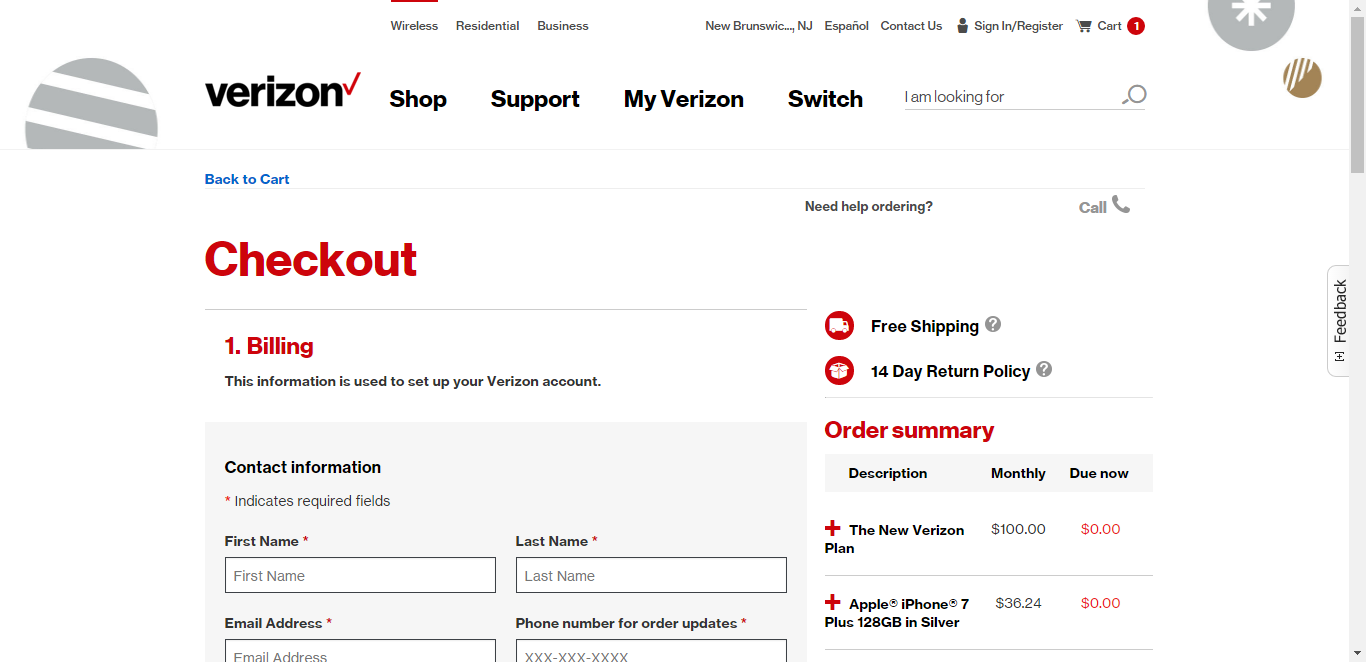 Wireless Residential Business New Brunswic..., NJ Español Contact Us Sign In/Register Cart 1
verizon Shop Support My Verizon Switch I am looking for
Back to Cart
Need help ordering? Call
Checkout
Feedback
1. Billing
This information is used to set up your Verizon account.
Contact information
* Indicates required fields
First Name * Last Name *
First Name Last Name
Email Address * Phone number for order updates *
Email Address XXX-XXX-XXXX
Free Shipping ?
14 Day Return Policy ?
Order summary
Description Monthly Due now
The New Verizon $100.00 $0.00
Plan
Apple® iPhone® 7 $36.24 $0.00
Plus 128GB in Silver